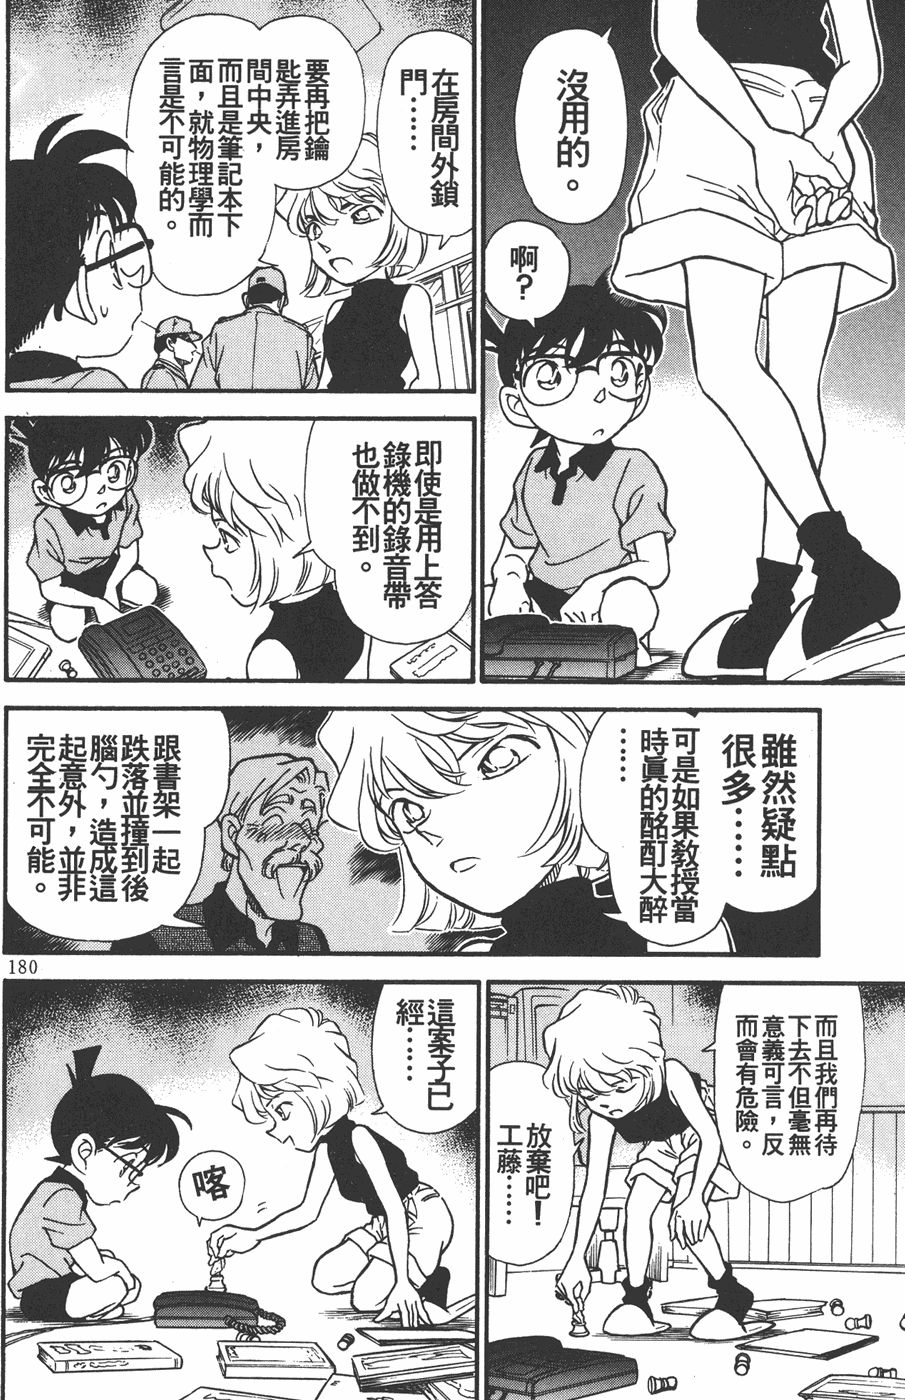 沒用的。
啊？
在房間外鎖
門……
要再把鑰
匙弄進房
間中央，
而且是筆記本下
面，就物理學而
言是不可能的。
即使是用上答
錄機的錄音帶
也做不到。
雖然疑點
很多……
可是如果教授當
時真的酩酊大醉
……
跟書架一起
跌落並撞到後
腦勺，造成這
起意外，並非
完全不可能。
180
而且我們再待
下去不但毫無
意義可言，反
而會有危險。
放棄吧！
工藤……
這案子已
經……
喀